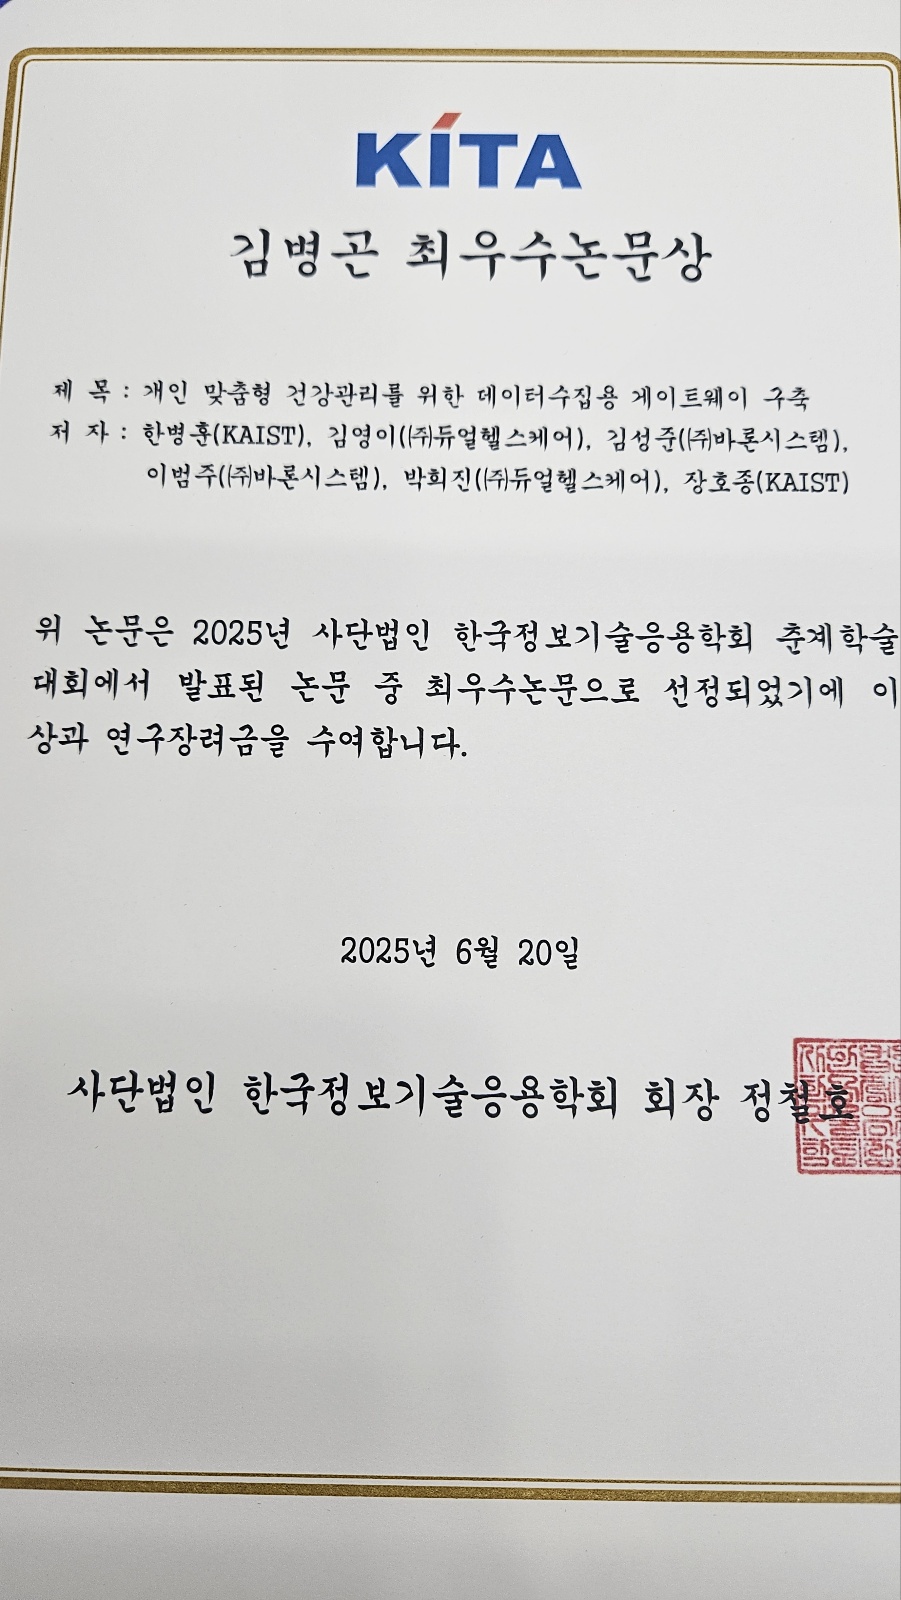 KITA
김병곤 최우수논문상
제 목 : 개인 맞춤형 건강관리를 위한 데이터수집용 게이트웨이 구축
저 자 : 한병훈(KAIST), 김영이(㈜듀얼헬스케어), 김성준(㈜바론시스템),
이범주(㈜바론시스템), 박희진(㈜듀얼헬스케어), 장호종(KAIST)
위 논문은 2025년 사단법인 한국정보기술응용학회 춘계학술
대회에서 발표된 논문 중 최우수논문으로 선정되었기에 이
상과 연구장려금을 수여합니다.
2025년 6월 20일
사단법인 한국정보기술응용학회 회장 정철호